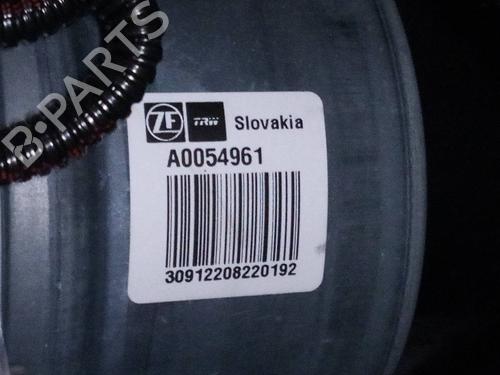 ZF TRW Slovakia
A0054961
30912208220192
B-PARTS